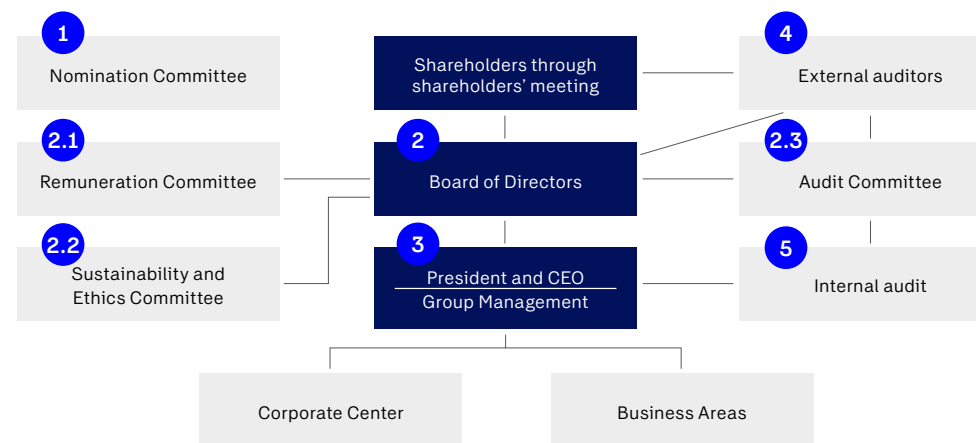 1
Nomination Committee
Shareholders through
shareholders' meeting
4
External auditors
2.1
Remuneration Committee
2
Board of Directors
2.3
Audit Committee
2.2
Sustainability and
Ethics Committee
3
President and CEO
Group Management
5
Internal audit
Corporate Center
Business Areas